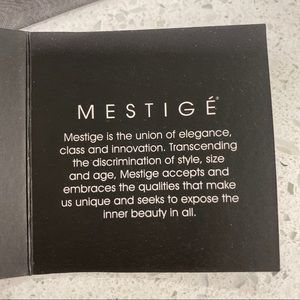 MESTIGÉ®
Mestige is the union of elegance,
class and innovation. Transcending
the discrimination of style, size
and age, Mestige accepts and
embraces the qualities that make
us unique and seeks to expose the
inner beauty in all.